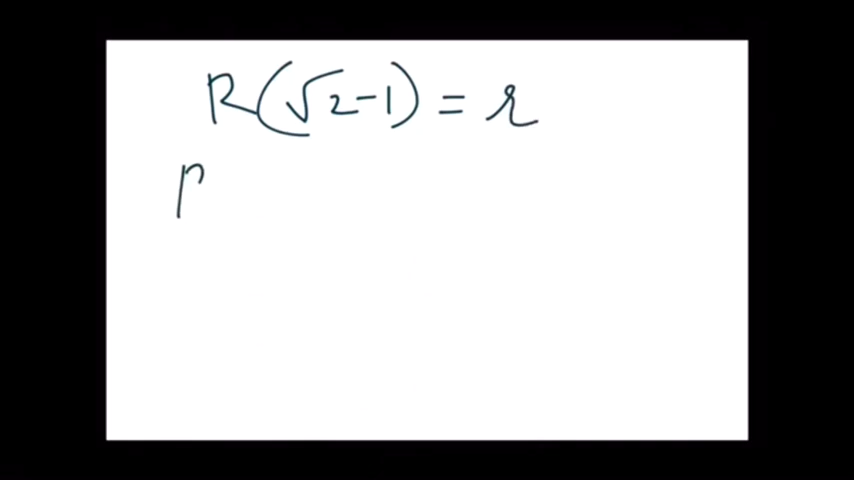 R(√2-1) = r